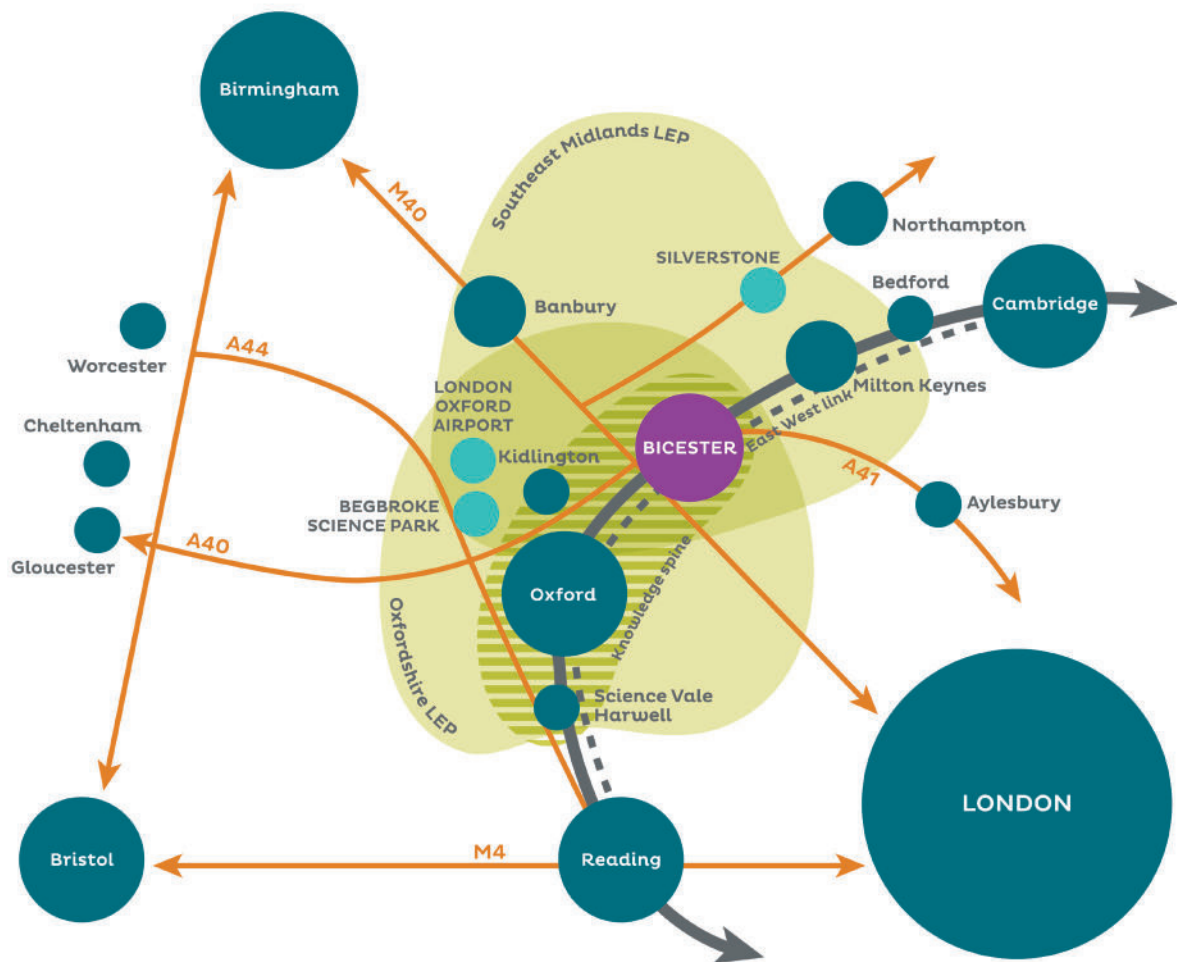 Birmingham
Southeast Midlands LEP
M40
Northampton
SILVERSTONE
Bedford
Cambridge
Banbury
Worcester
A44
Milton Keynes
East West link
LONDON
OXFORD
AIRPORT
Cheltenham
Kidlington
BICESTER
A41
BEGBROKE
SCIENCE PARK
Aylesbury
A40
Gloucester
Oxford
Knowledge spine
Oxfordshire LEP
Science Vale
Harwell
LONDON
Bristol
M4
Reading